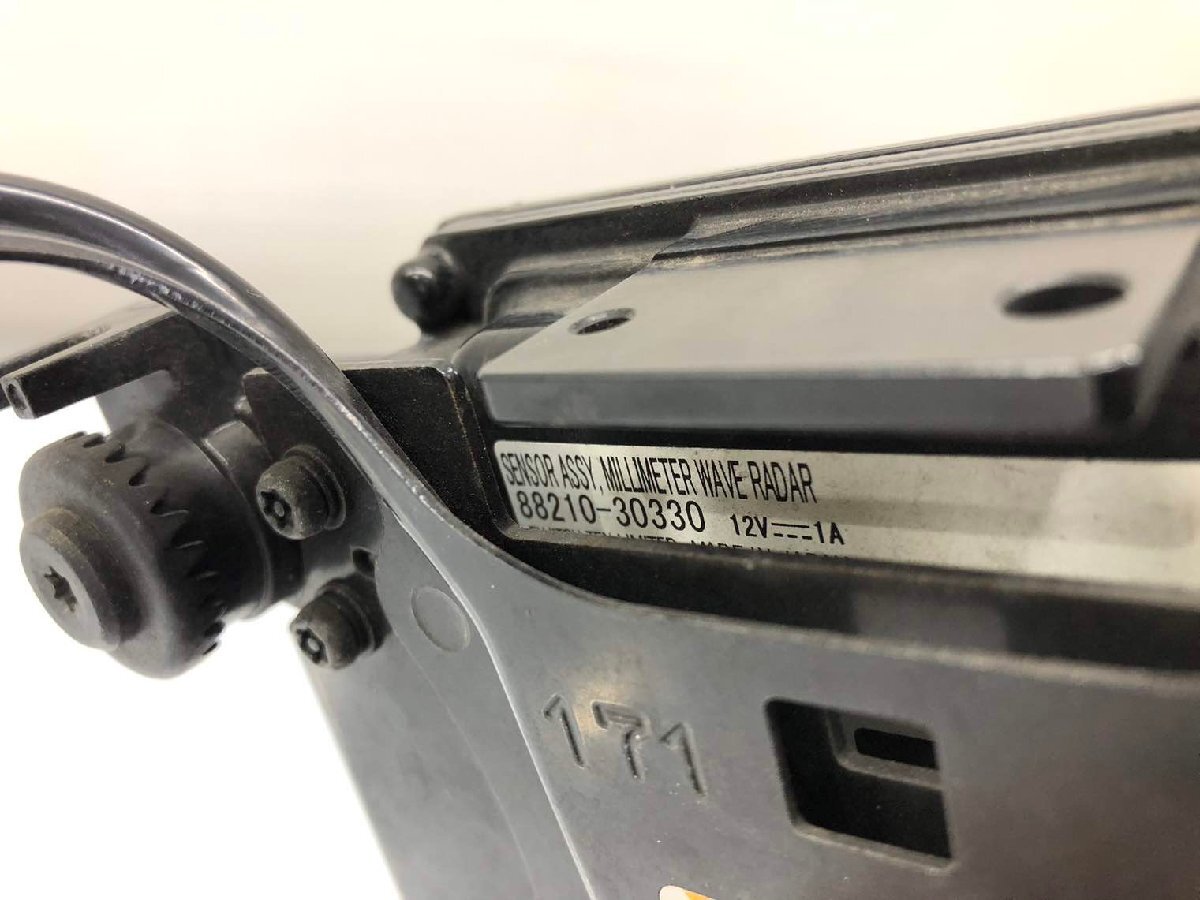 SENSOR ASSY, MILLIMETER WAVE RADAR
88210-30330 12V⎓1A
171